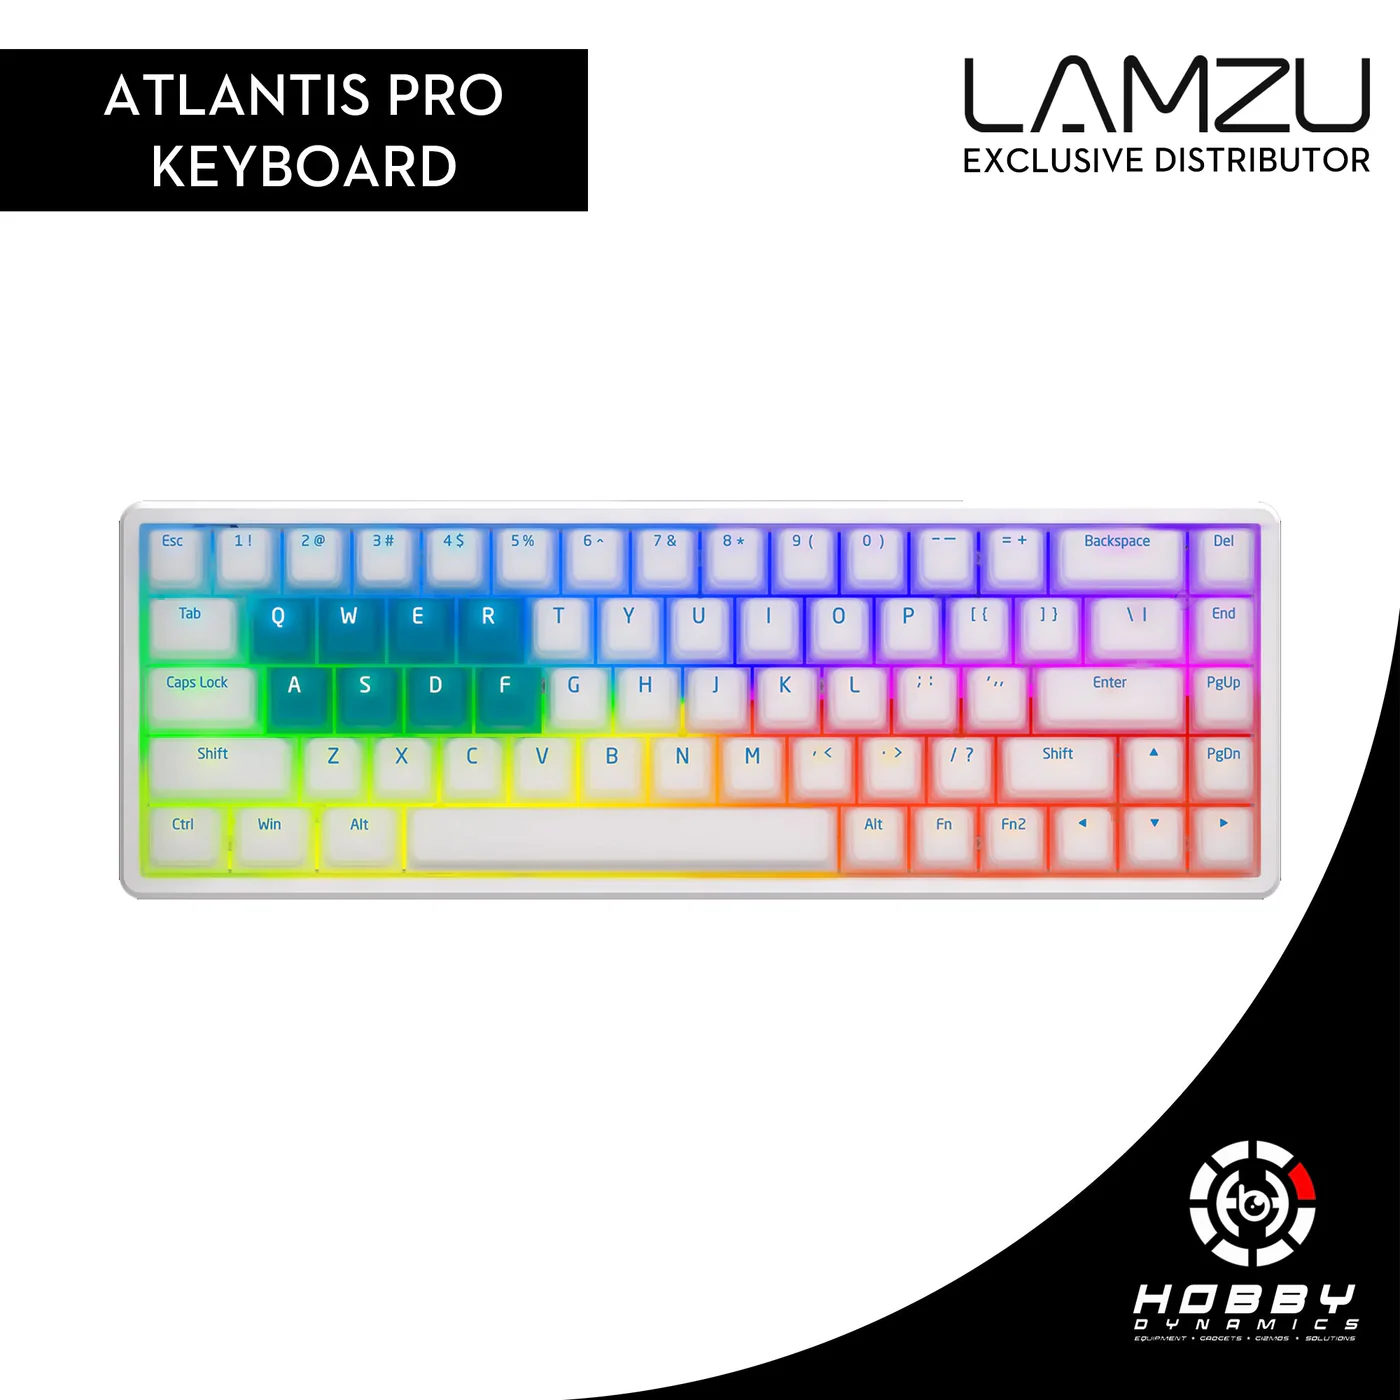 ATLANTIS PRO
KEYBOARD
LAMZU
EXCLUSIVE DISTRIBUTOR
Esc 1 ! 2 @ 3 # 4 $ 5 % 6 ^ 7 & 8 * 9 ( 0 ) - — = + Backspace Del
Tab Q W E R T Y U I O P [ { ] } \ | End
Caps Lock A S D F G H J K L ; : ' ,, Enter PgUp
Shift Z X C V B N M , < . > / ? Shift ▲ PgDn
Ctrl Win Alt Alt Fn Fn2 ◄ ▼ ►
HOBBY
DYNAMICS
EQUIPMENT • GADGETS • GIZMOS • SOLUTIONS